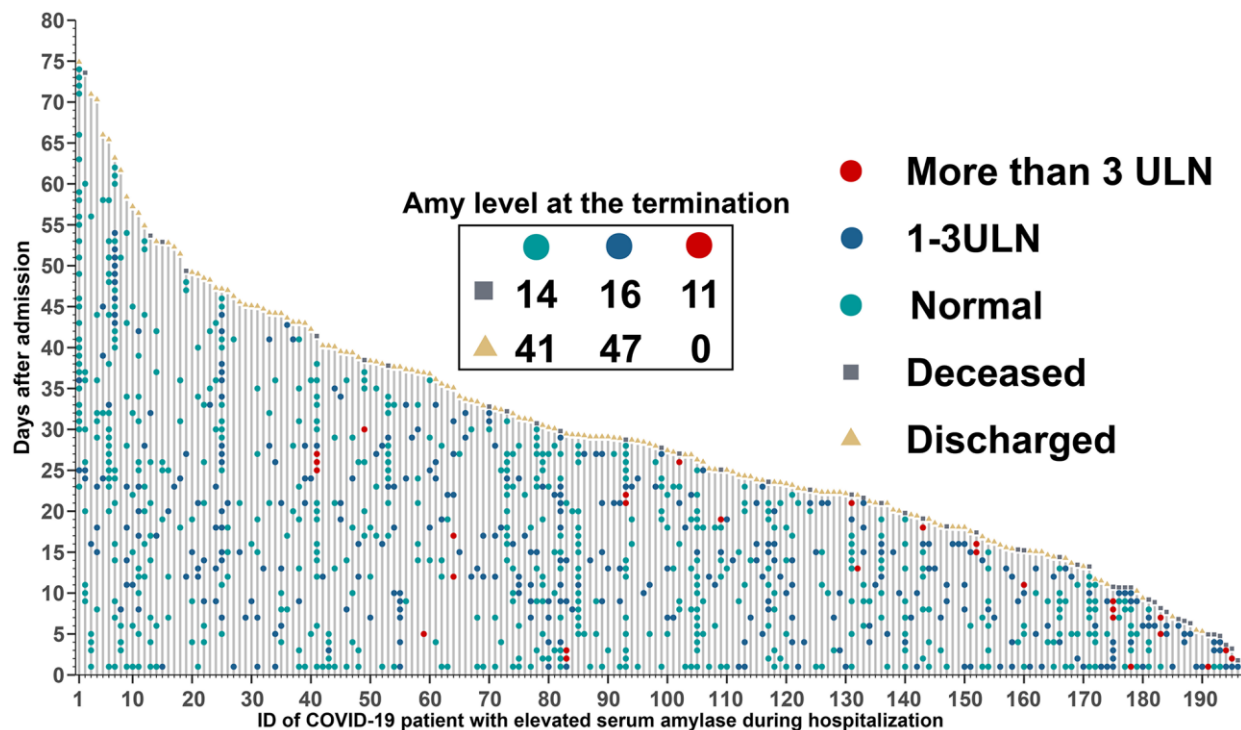 80
75
70
65
60
55
50
45
40
35
30
25
20
15
10
5
0
Days after admission
Amy level at the termination
14 16 11
41 47 0
More than 3 ULN
1-3ULN
Normal
Deceased
Discharged
1 10 20 30 40 50 60 70 80 90 100 110 120 130 140 150 160 170 180 190
ID of COVID-19 patient with elevated serum amylase during hospitalization